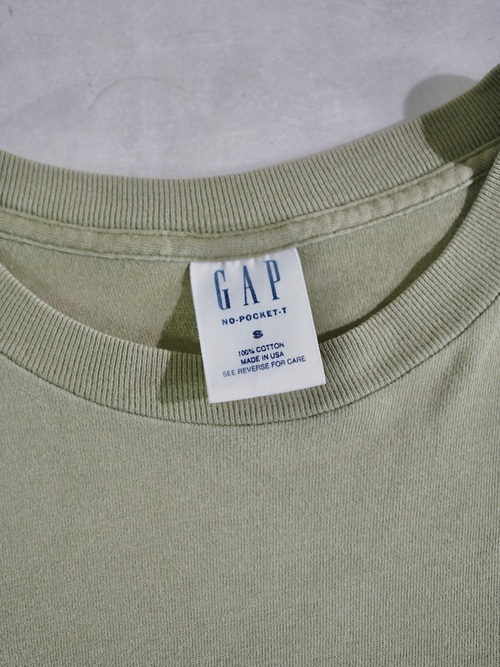 GAP
NO-POCKET-T
S
100% COTTON
MADE IN USA
SEE REVERSE FOR CARE